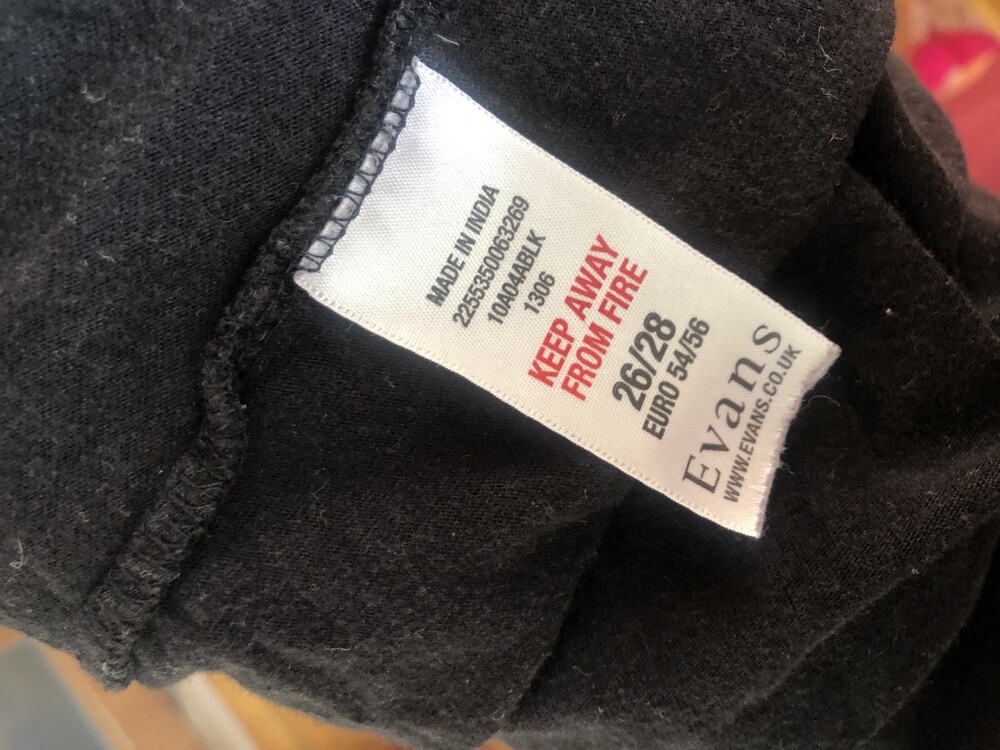 MADE IN INDIA
2255350063269
10A04ABLK
1306
KEEP AWAY
FROM FIRE
26/28
EURO 54/56
Evans
WWW.EVANS.CO.UK